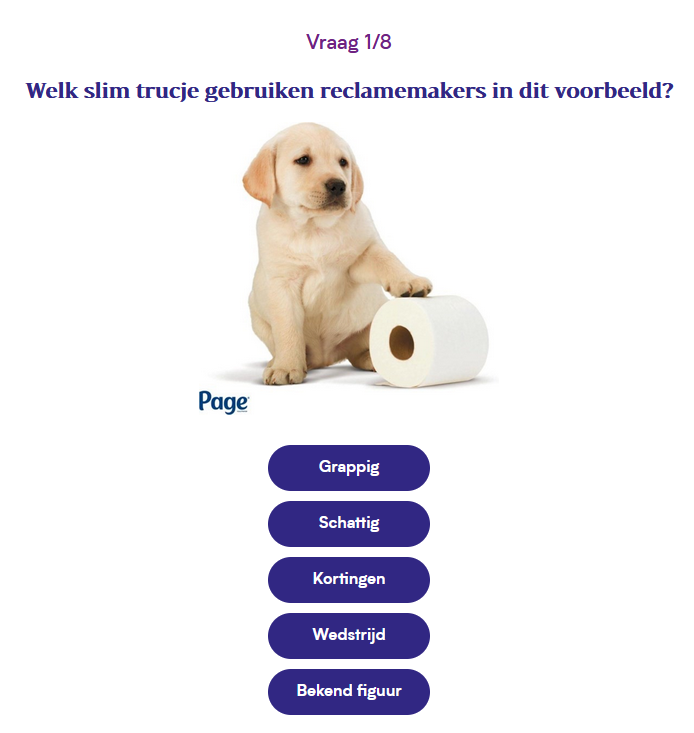 Vraag 1/8
Welk slim trucje gebruiken reclamemakers in dit voorbeeld?
Page
Grappig
Schattig
Kortingen
Wedstrijd
Bekend figuur